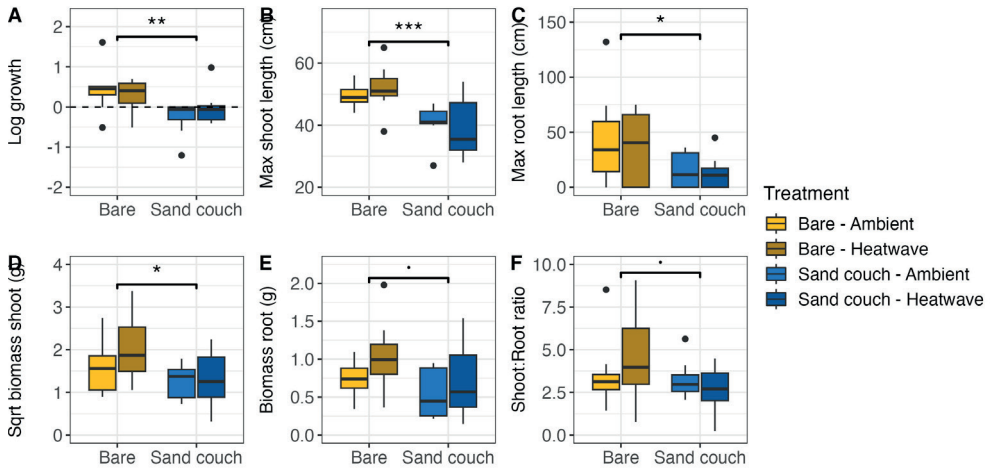 A
**
Log growth
2
1
0
-1
-2
Bare Sand couch
B
***
Max shoot length (cm)
60
40
20
Bare Sand couch
C
*
Max root length (cm)
150
100
50
0
Bare Sand couch
Treatment
Bare - Ambient
Bare - Heatwave
Sand couch - Ambient
Sand couch - Heatwave
D
*
Sqrt biomass shoot (g)
4
3
2
1
0
Bare Sand couch
E
.
Biomass root (g)
2.0
1.5
1.0
0.5
0.0
Bare Sand couch
F
.
Shoot:Root ratio
10.0
7.5
5.0
2.5
0.0
Bare Sand couch